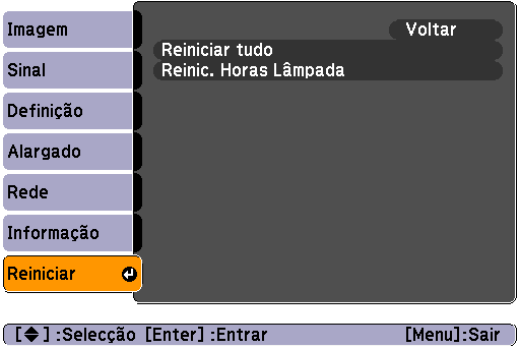 Imagem
Sinal
Definição
Alargado
Rede
Informação
Reiniciar
Voltar
Reiniciar tudo
Reinic. Horas Lâmpada
[ ] :Selecção [Enter] :Entrar [Menu]:Sair